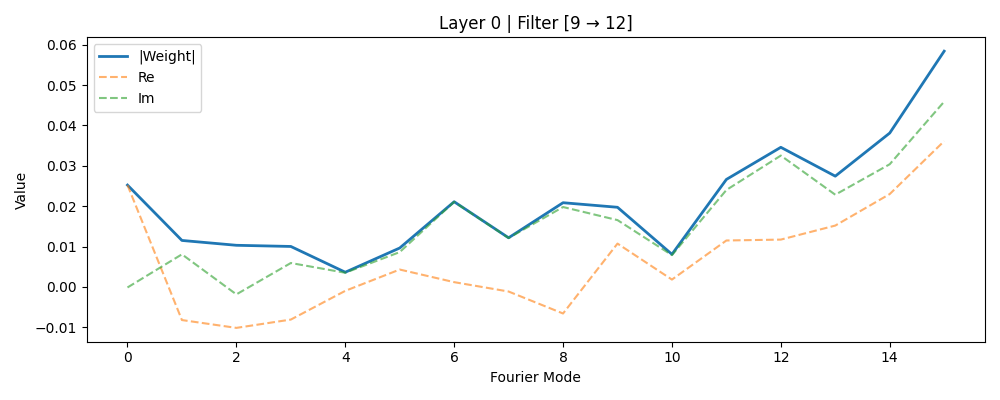 Layer 0 | Filter [9 → 12]
|Weight|
Re
Im
0.06
0.05
0.04
0.03
0.02
0.01
0.00
−0.01
Value
0 2 4 6 8 10 12 14
Fourier Mode